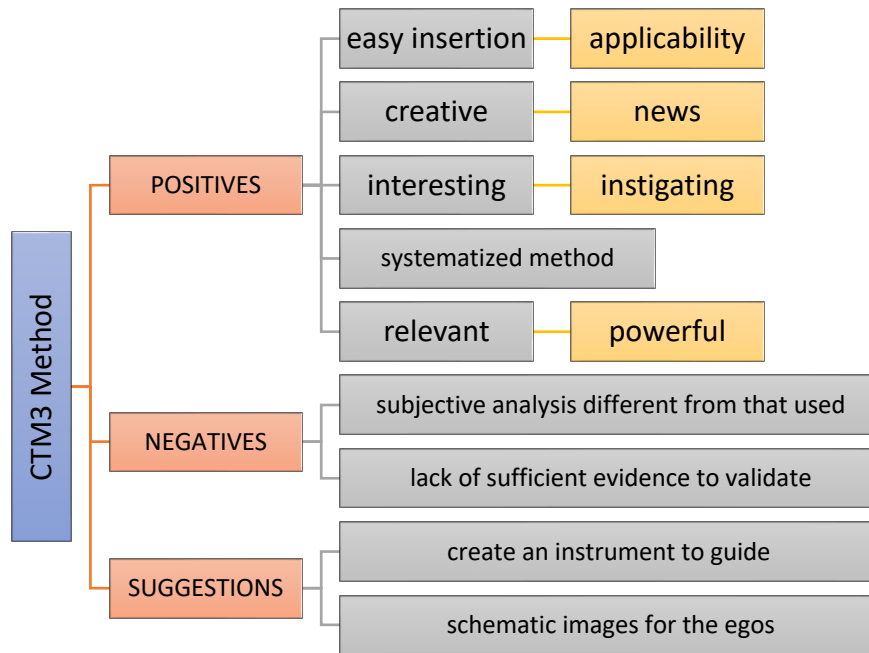 CTM3 Method
POSITIVES
easy insertion
applicability
creative
news
interesting
instigating
systematized method
relevant
powerful
NEGATIVES
subjective analysis different from that used
lack of sufficient evidence to validate
SUGGESTIONS
create an instrument to guide
schematic images for the egos